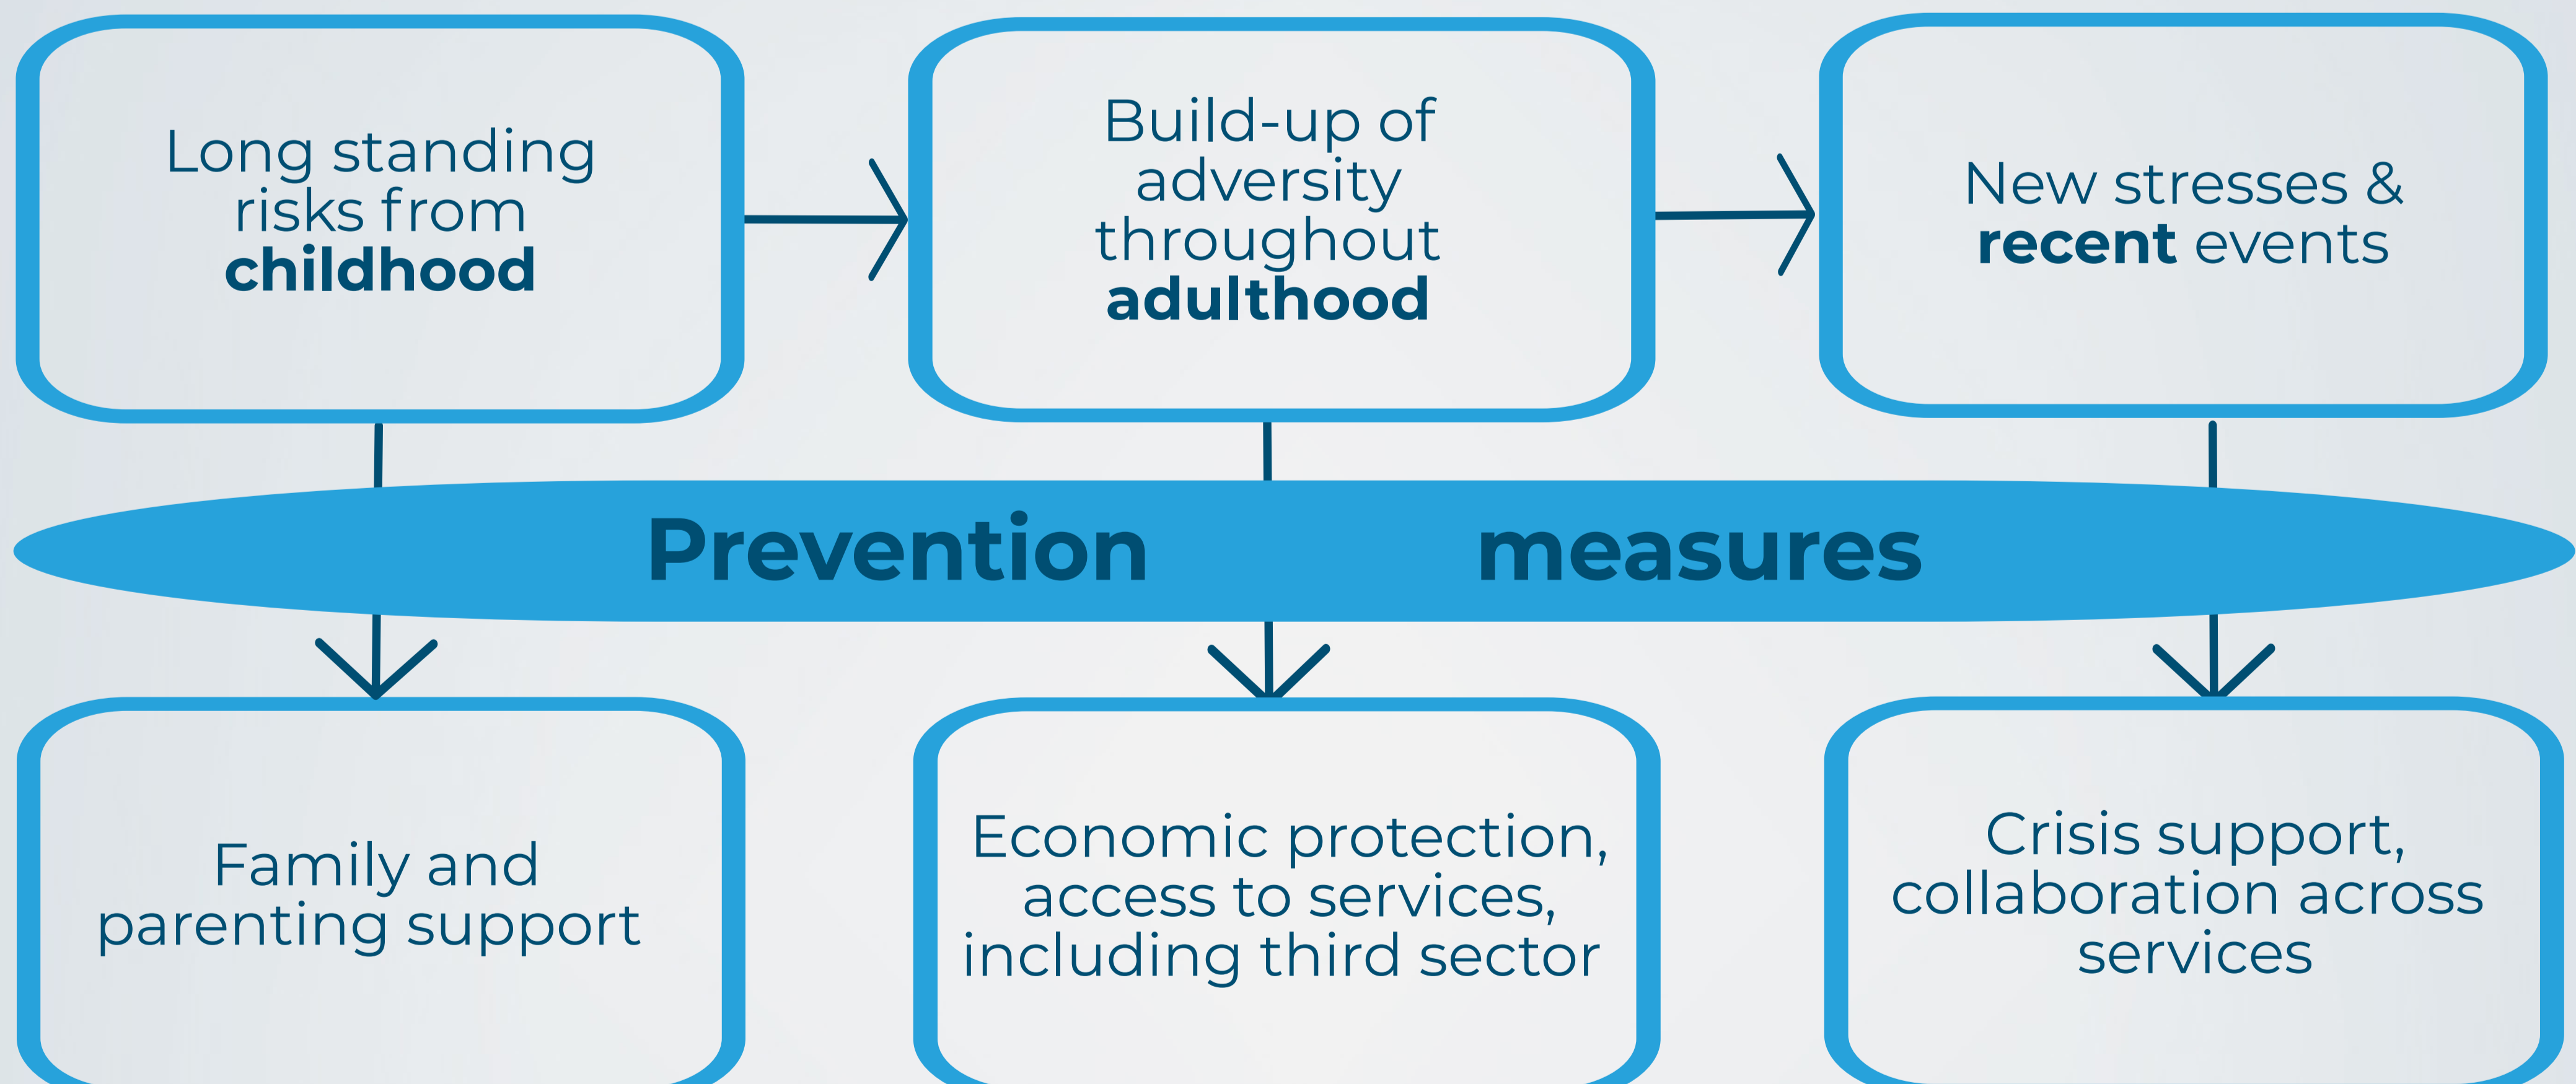 Long standing
risks from
childhood
Build-up of
adversity
throughout
adulthood
New stresses &
recent events
Prevention measures
Family and
parenting support
Economic protection,
access to services,
including third sector
Crisis support,
collaboration across
services